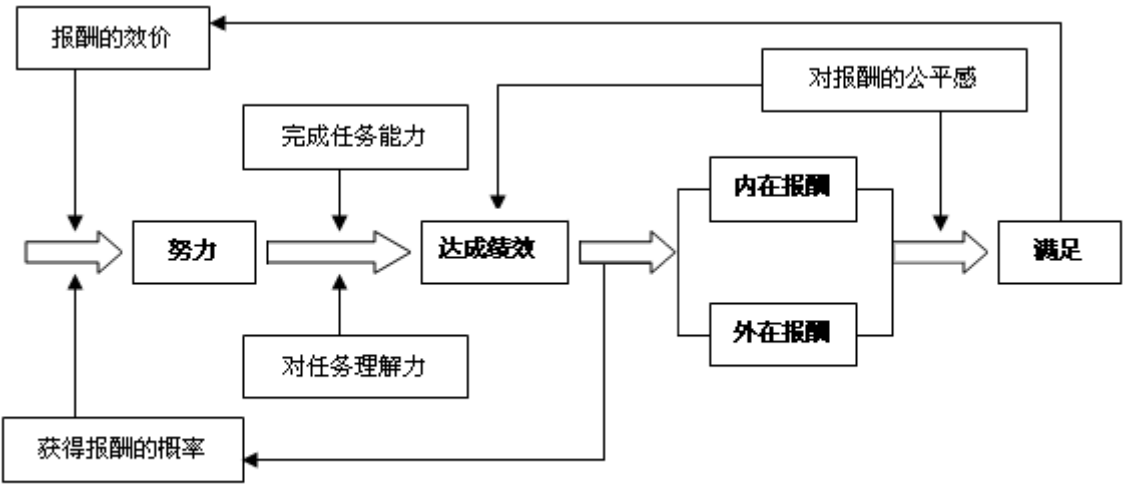 报酬的效价
对报酬的公平感
完成任务能力
内在报酬
努力
达成绩效
满足
外在报酬
对任务理解力
获得报酬的概率